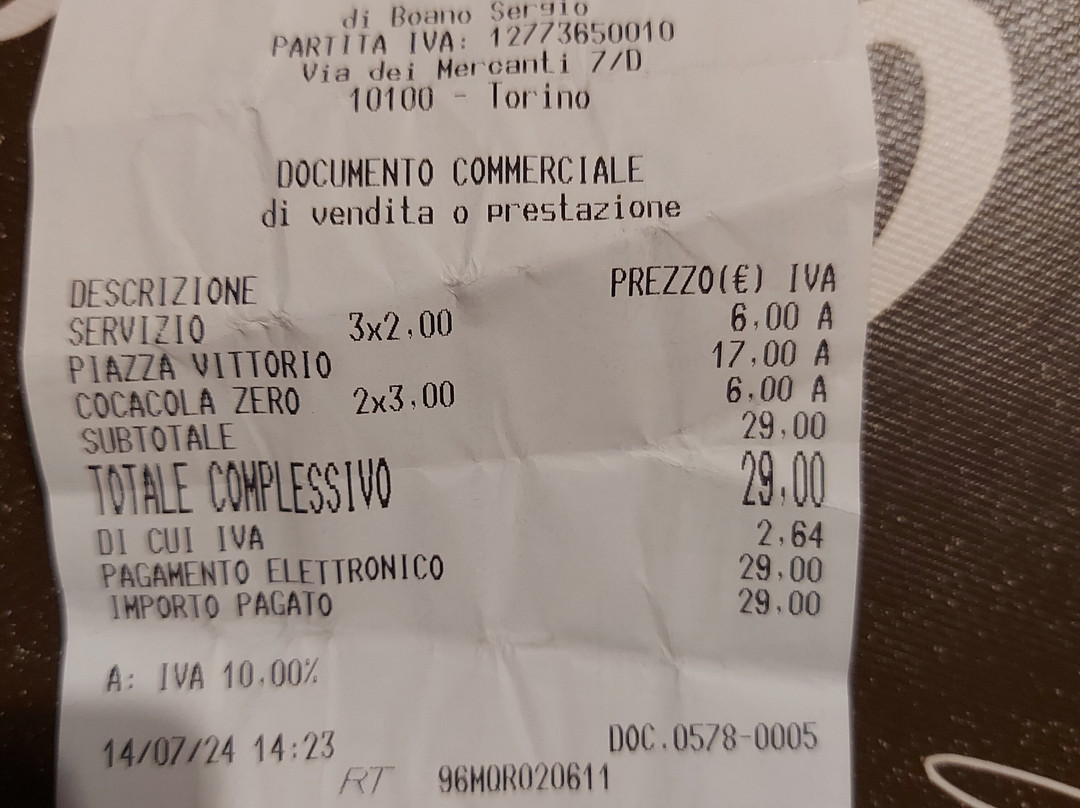 di Boano Sergio
PARTITA IVA: 12773650010
Via dei Mercanti 7/D
10100 - Torino
DOCUMENTO COMMERCIALE
di vendita o prestazione
DESCRIZIONE PREZZO(€) IVA
SERVIZIO 3x2,00 6,00 A
PIAZZA VITTORIO 17,00 A
COCACOLA ZERO 2x3,00 6,00 A
SUBTOTALE 29,00
TOTALE COMPLESSIVO 29,00
DI CUI IVA 2,64
PAGAMENTO ELETTRONICO 29,00
IMPORTO PAGATO 29,00
A: IVA 10,00%
14/07/24 14:23 DOC.0578-0005
RT 96MQR020611